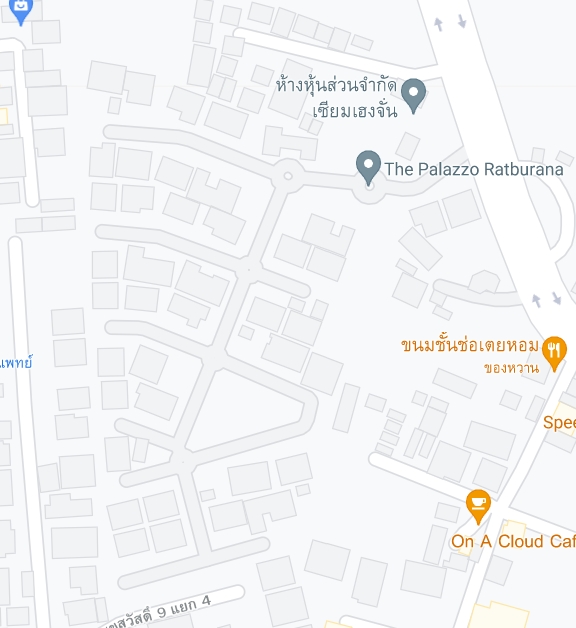 ห้างหุ้นส่วนจำกัด
เซียมเฮงจั่น
The Palazzo Ratburana
ขนมชั้นช่อเตยหอม
ของหวาน
แพทย์
Spee
On A Cloud Caf
ขสวัสดิ์ 9 แยก 4